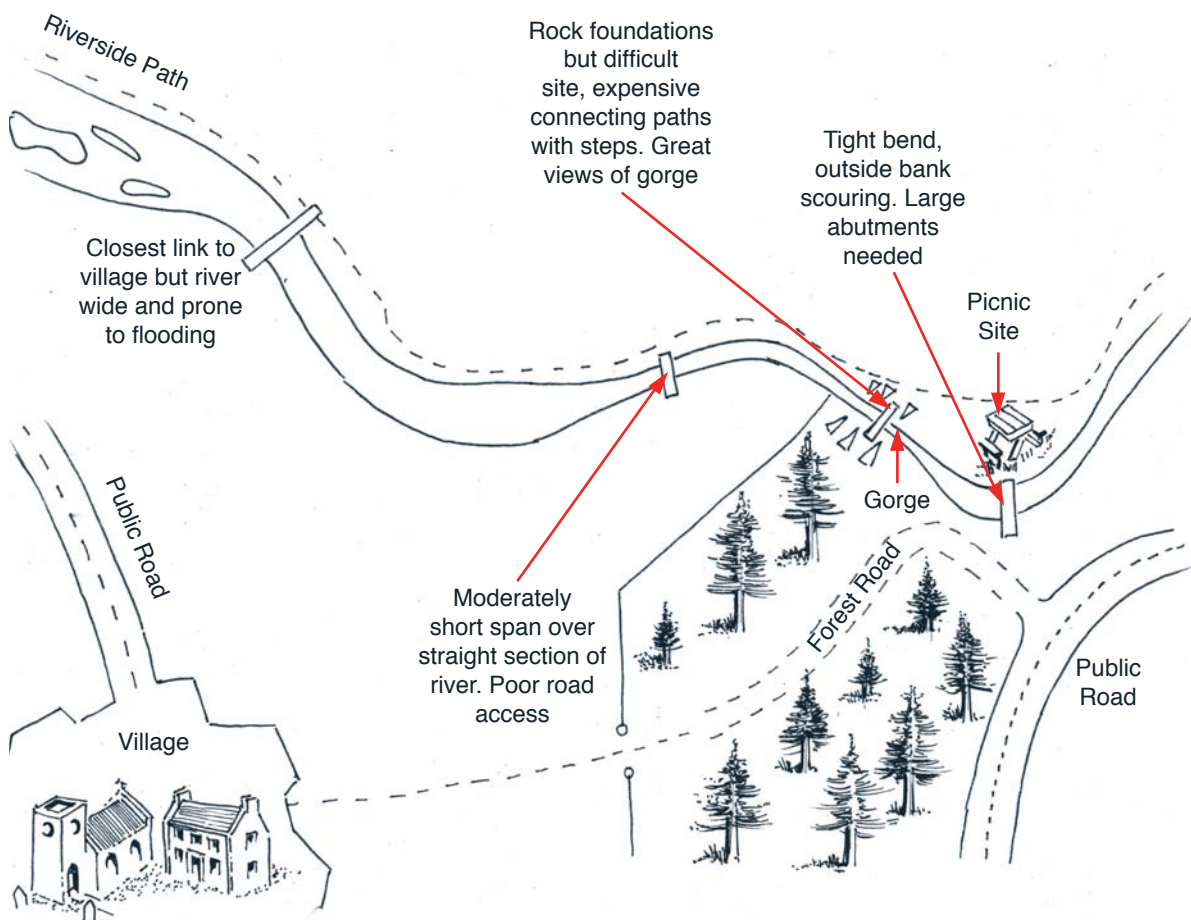 Riverside Path
Rock foundations
but difficult
site, expensive
connecting paths
with steps. Great
views of gorge
Tight bend,
outside bank
scouring. Large
abutments
needed
Closest link to
village but river
wide and prone
to flooding
Picnic
Site
Gorge
Public Road
Moderately
short span over
straight section of
river. Poor road
access
Forest Road
Public
Road
Village